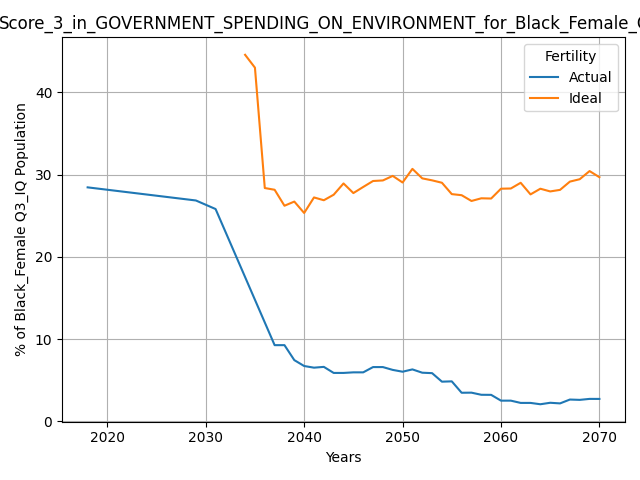 Score_3_in_GOVERNMENT_SPENDING_ON_ENVIRONMENT_for_Black_Female_
% of Black_Female Q3_IQ Population
40
30
20
10
0
Fertility
Actual
Ideal
2020 2030 2040 2050 2060 2070
Years